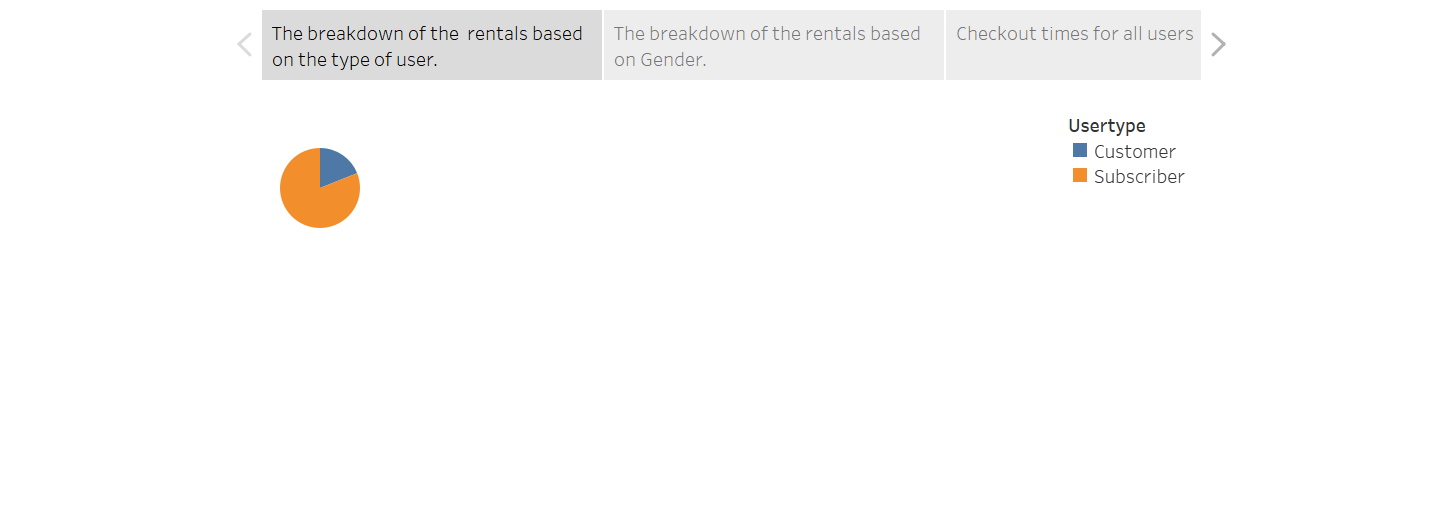 The breakdown of the  rentals based
on the type of user.
The breakdown of the rentals based
on Gender.
Checkout times for all users
Usertype
Customer
Subscriber